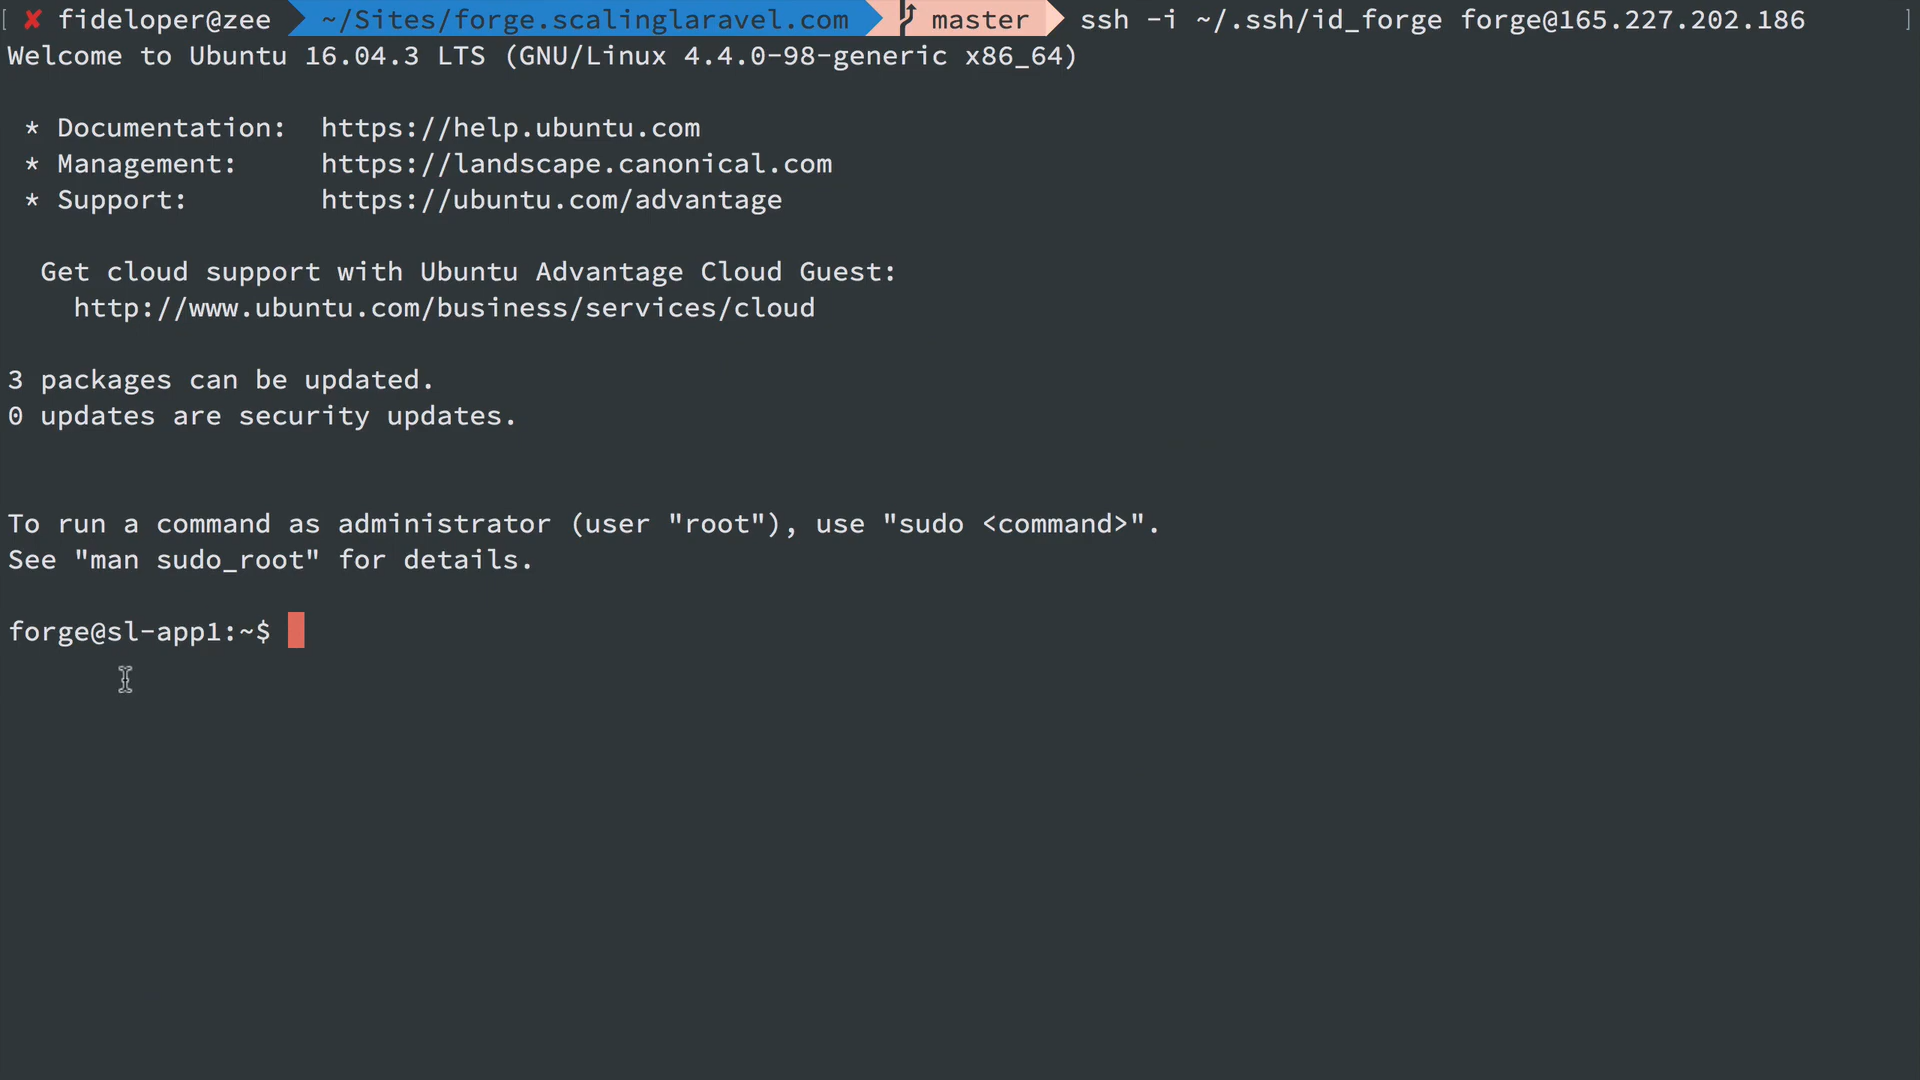 [ ✘ fideloper@zee ~/Sites/forge.scalinglaravel.com master ssh -i ~/.ssh/id_forge forge@165.227.202.186 ]
Welcome to Ubuntu 16.04.3 LTS (GNU/Linux 4.4.0-98-generic x86_64)
* Documentation: https://help.ubuntu.com
* Management: https://landscape.canonical.com
* Support: https://ubuntu.com/advantage
Get cloud support with Ubuntu Advantage Cloud Guest:
http://www.ubuntu.com/business/services/cloud
3 packages can be updated.
0 updates are security updates.
To run a command as administrator (user "root"), use "sudo <command>".
See "man sudo_root" for details.
forge@sl-app1:~$